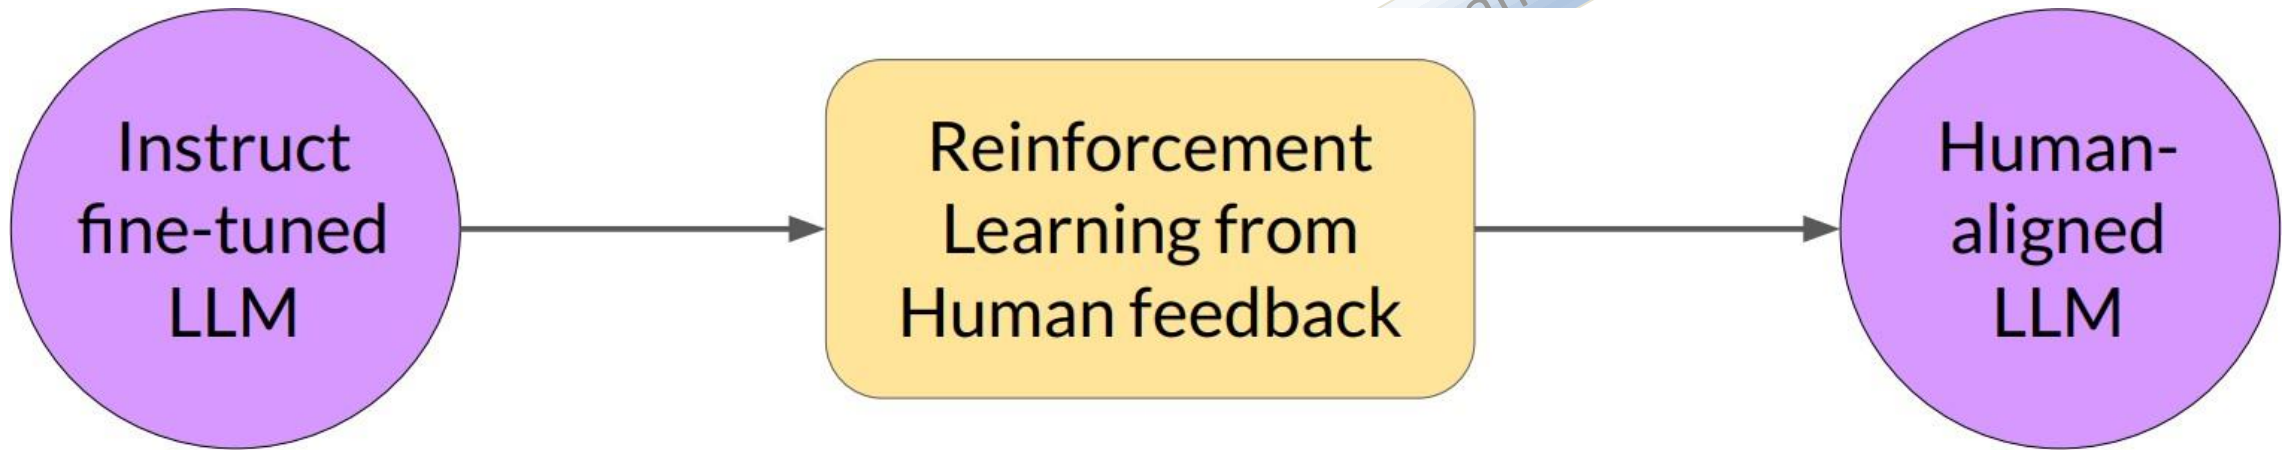 Instruct
fine-tuned
LLM
Reinforcement
Learning from
Human feedback
Human-
aligned
LLM